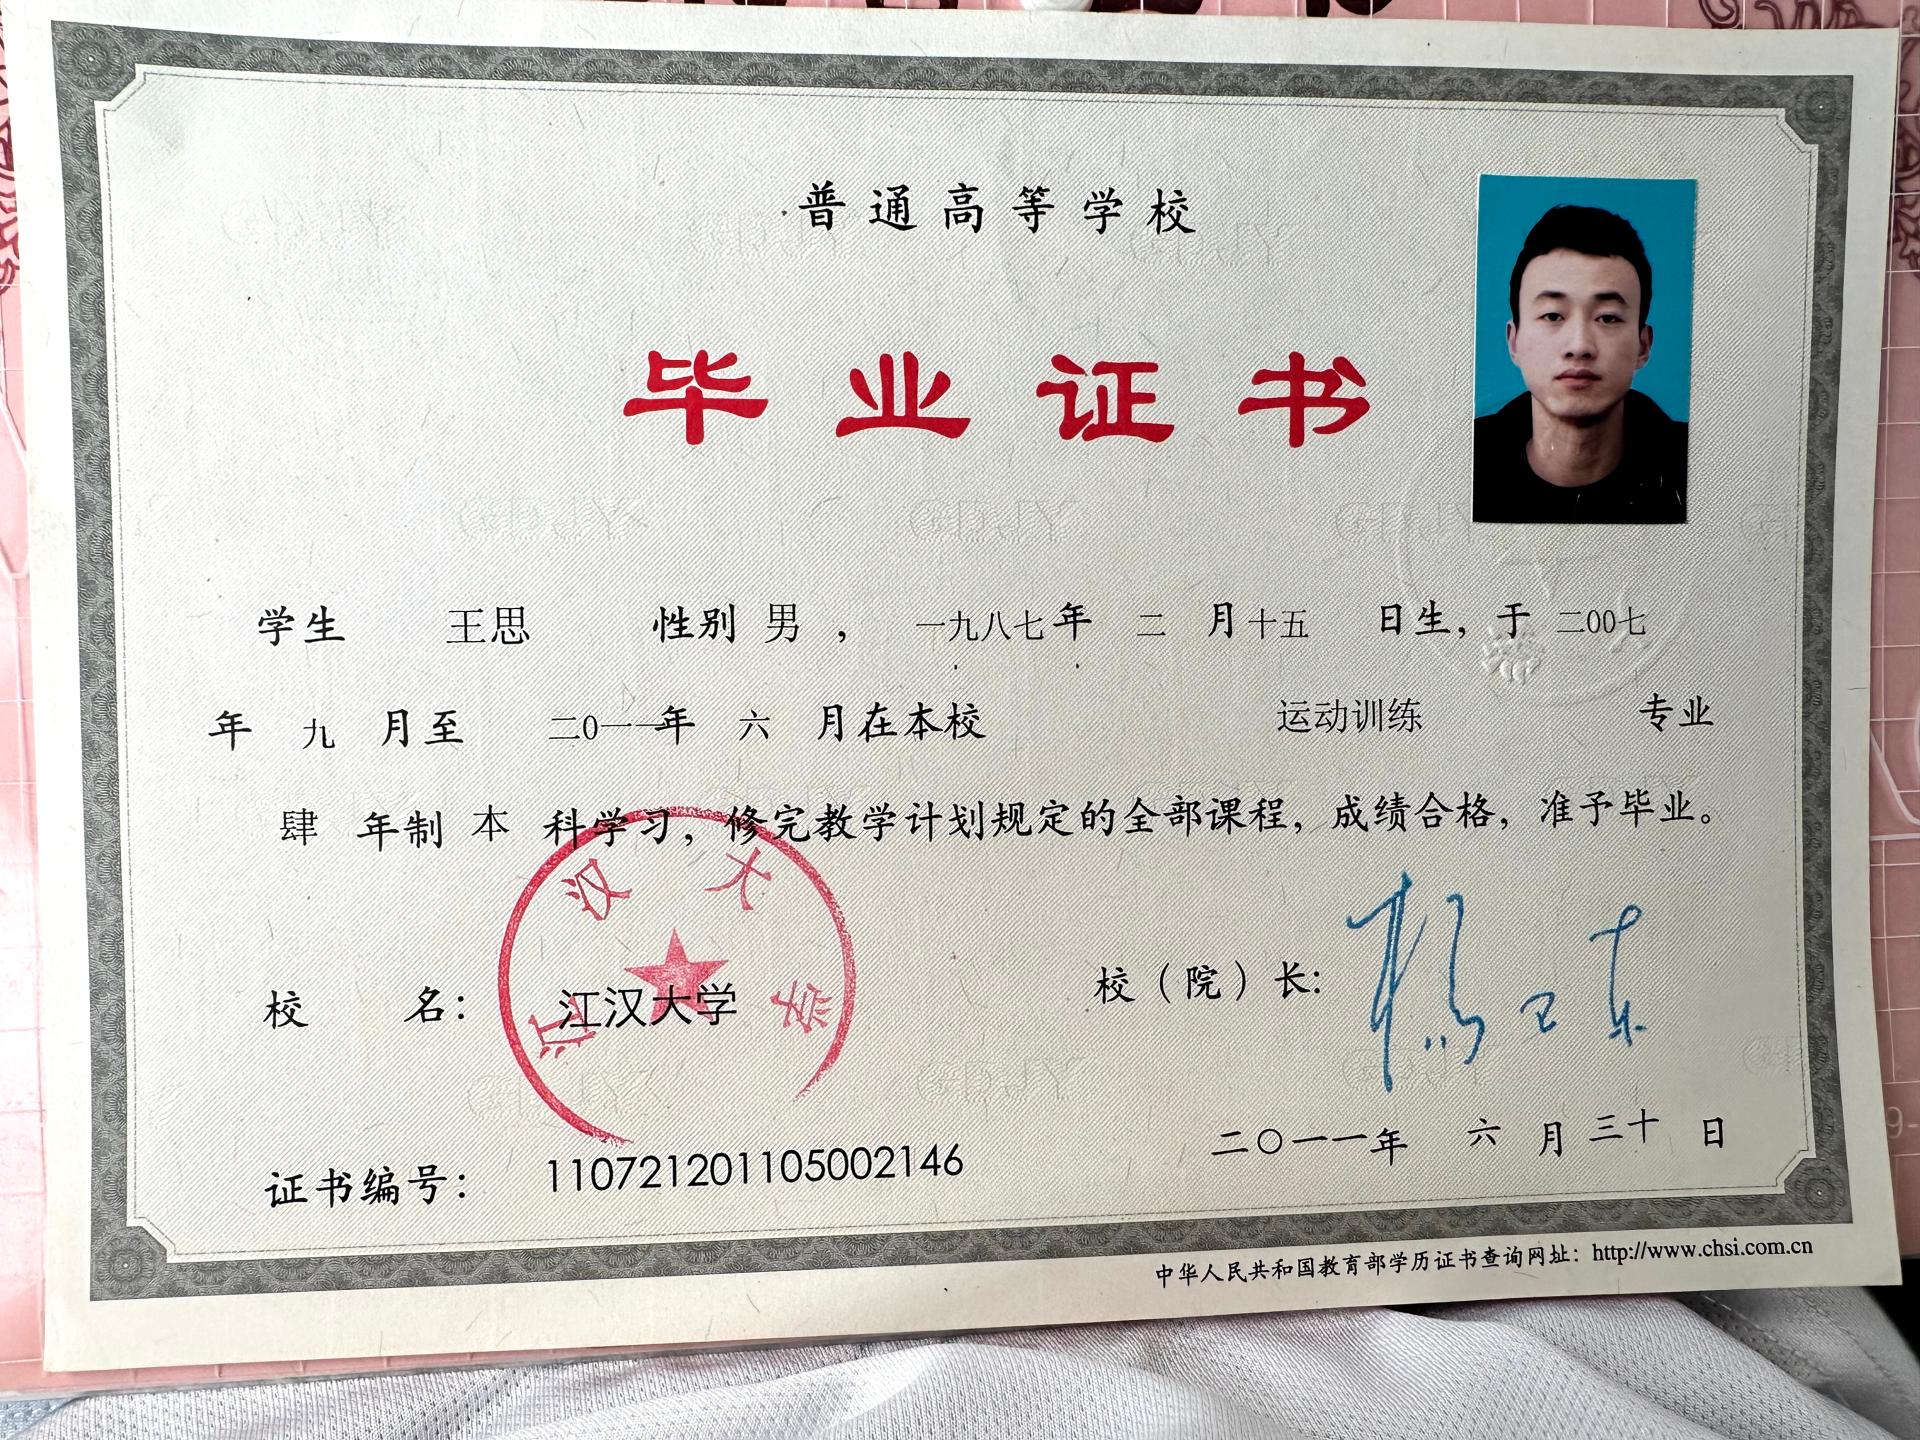 普通高等学校
毕业证书
学生 王思 性别 男 ， 一九八七年 二 月十五 日生，于 二00七
年 九 月至 二0一一年 六 月在本校 运动训练 专业
肆 年制 本 科学习，修完教学计划规定的全部课程，成绩合格，准予毕业。
江汉大学
校 名： 江汉大学
校（院）长：
证书编号： 110721201105002146
二〇一一年 六 月 三十 日
中华人民共和国教育部学历证书查询网址：http://www.chsi.com.cn